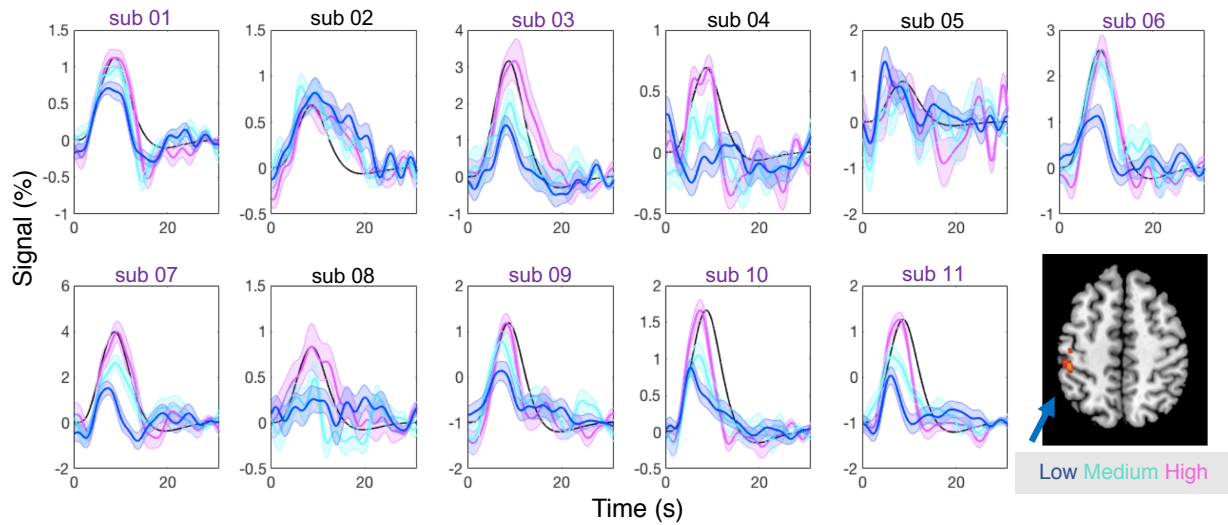 sub 01 sub 02 sub 03 sub 04 sub 05 sub 06
1.5 1 0.5 0 -0.5 -1
0 20
1.5 1 0.5 0 -0.5
0 20
4 3 2 1 0 -1
0 20
1 0.5 0 -0.5
0 20
2 1 0 -1 -2
0 20
3 2 1 0 -1
0 20
Signal (%)
sub 07 sub 08 sub 09 sub 10 sub 11
6 4 2 0 -2
0 20
1.5 1 0.5 0 -0.5
0 20
2 1 0 -1 -2
0 20
2 1.5 1 0.5 0 -0.5
0 20
2 1 0 -1 -2
0 20
Low Medium High
Time (s)